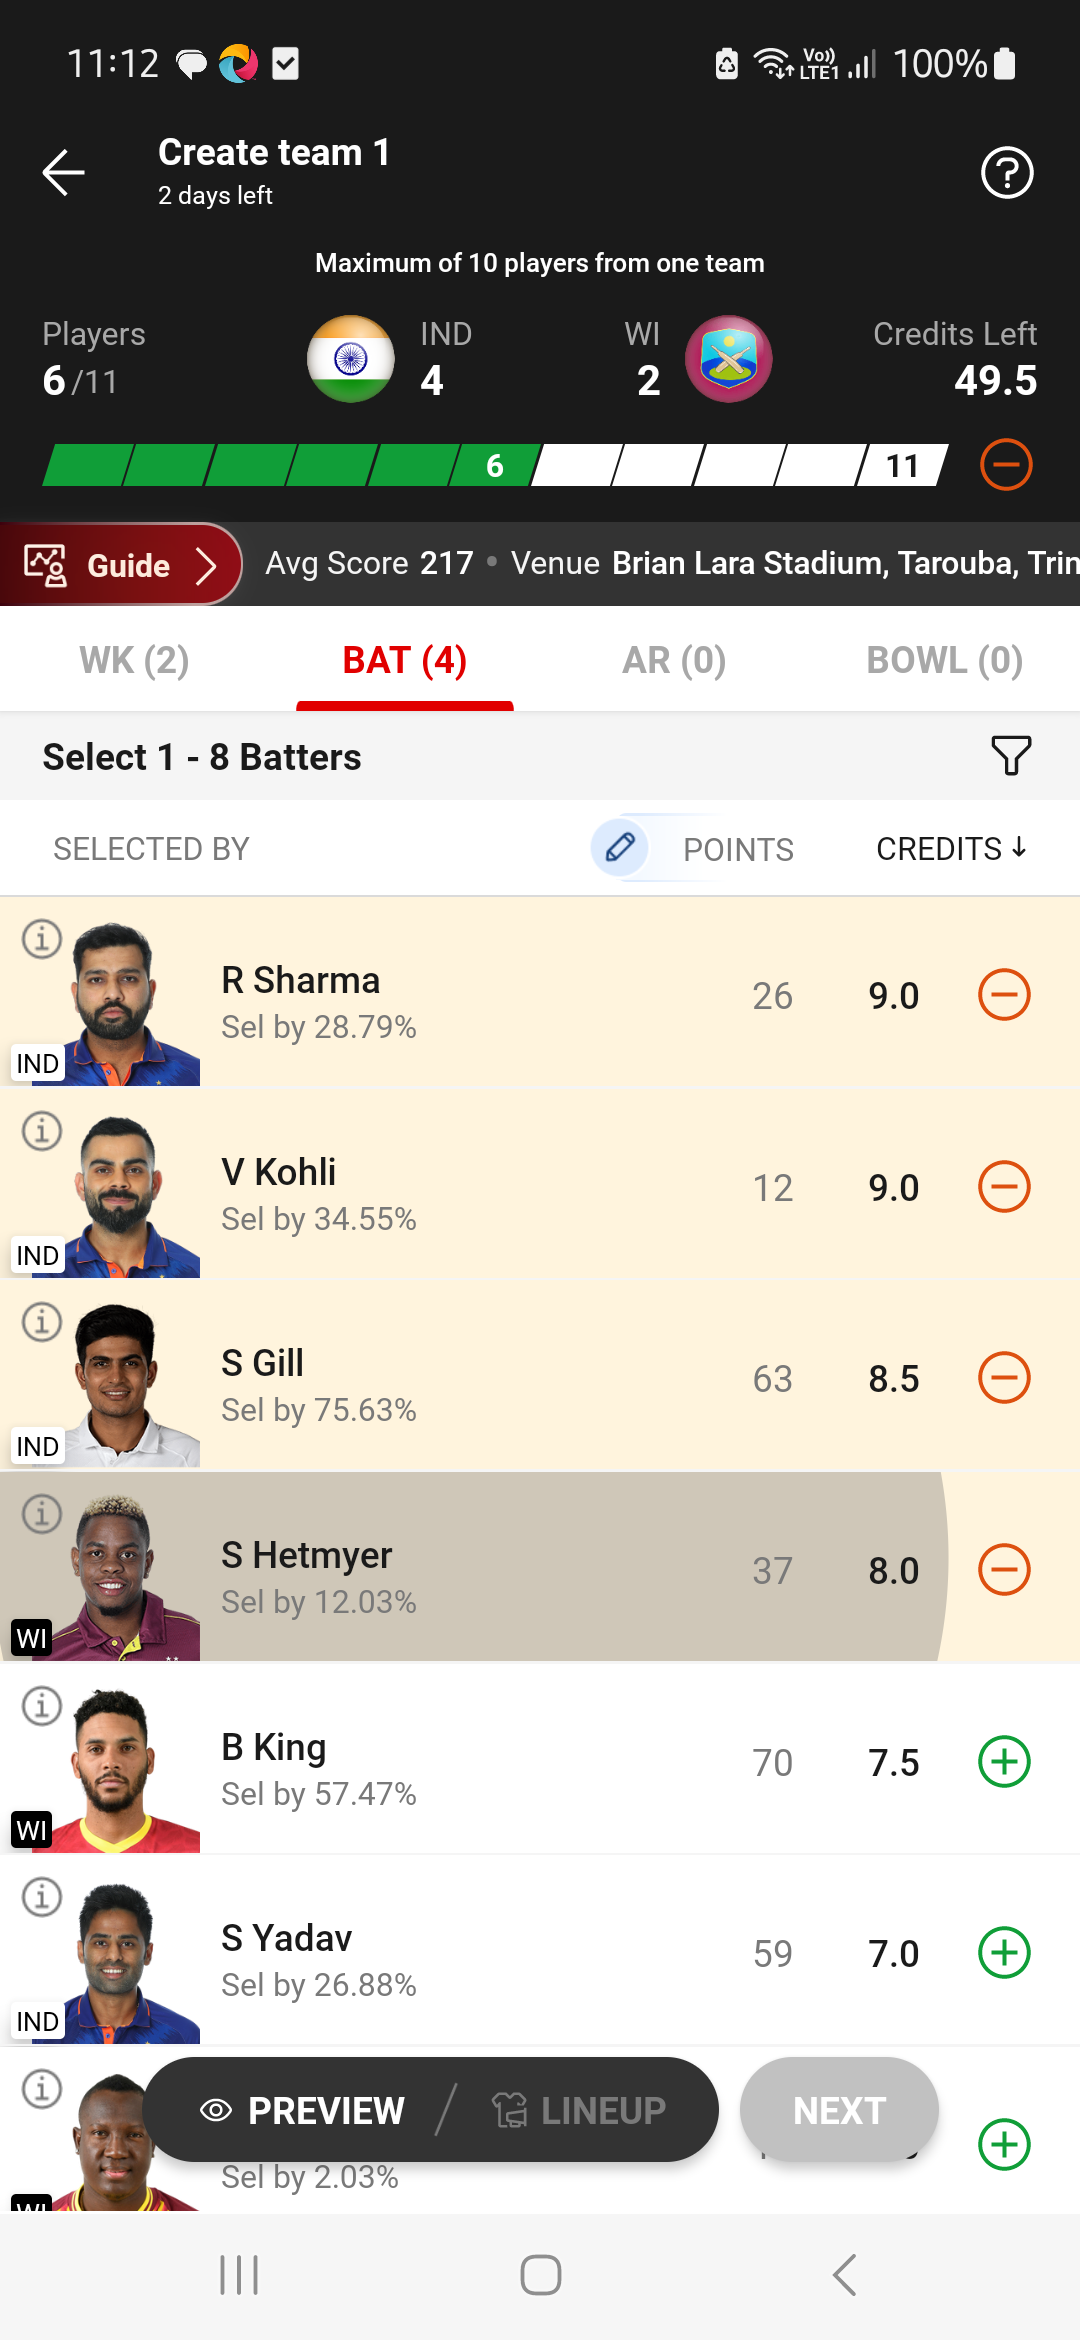 11:12
Vo))
LTE1
100%
Create team 1
2 days left
Maximum of 10 players from one team
Players
6/11
IND
4
WI
2
Credits Left
49.5
6
11
Guide
Avg Score 217 • Venue Brian Lara Stadium, Tarouba, Trin
WK (2)
BAT (4)
AR (0)
BOWL (0)
Select 1 - 8 Batters
SELECTED BY
POINTS
CREDITS ↓
R Sharma
Sel by 28.79%
26
9.0
IND
V Kohli
Sel by 34.55%
12
9.0
IND
S Gill
Sel by 75.63%
63
8.5
IND
S Hetmyer
Sel by 12.03%
37
8.0
WI
B King
Sel by 57.47%
70
7.5
WI
S Yadav
Sel by 26.88%
59
7.0
IND
PREVIEW
LINEUP
NEXT
Sel by 2.03%
WI